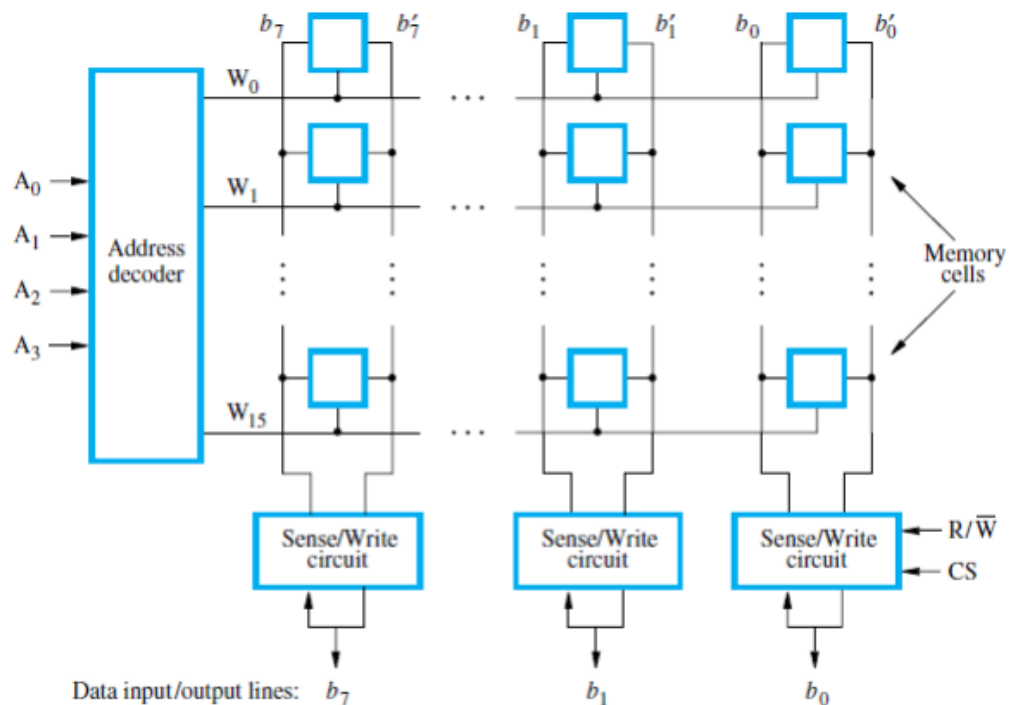 b₇ b′₇ b₁ b′₁ b₀ b′₀
W₀
• • •
W₁
• • •
A₀
A₁
A₂
A₃
Address
decoder
Memory
cells
W₁₅
• • •
Sense/Write
circuit
Sense/Write
circuit
Sense/Write
circuit
R/W̅
CS
Data input/output lines: b₇ b₁ b₀